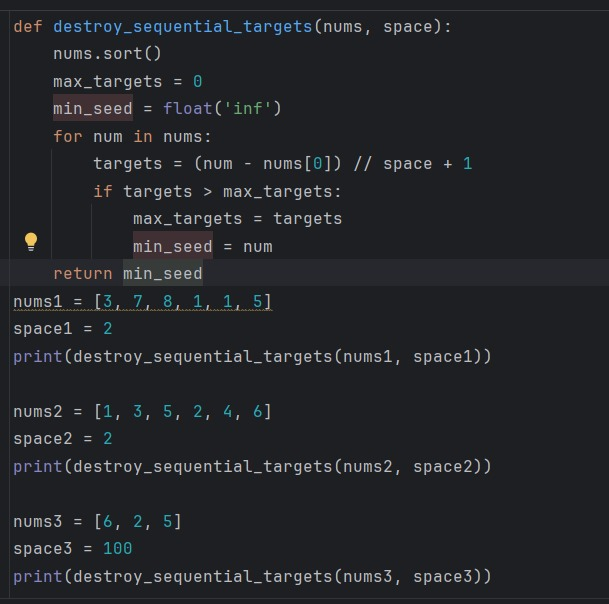 def destroy_sequential_targets(nums, space):
    nums.sort()
    max_targets = 0
    min_seed = float('inf')
    for num in nums:
        targets = (num - nums[0]) // space + 1
        if targets > max_targets:
            max_targets = targets
            min_seed = num
    return min_seed
nums1 = [3, 7, 8, 1, 1, 5]
space1 = 2
print(destroy_sequential_targets(nums1, space1))

nums2 = [1, 3, 5, 2, 4, 6]
space2 = 2
print(destroy_sequential_targets(nums2, space2))

nums3 = [6, 2, 5]
space3 = 100
print(destroy_sequential_targets(nums3, space3))